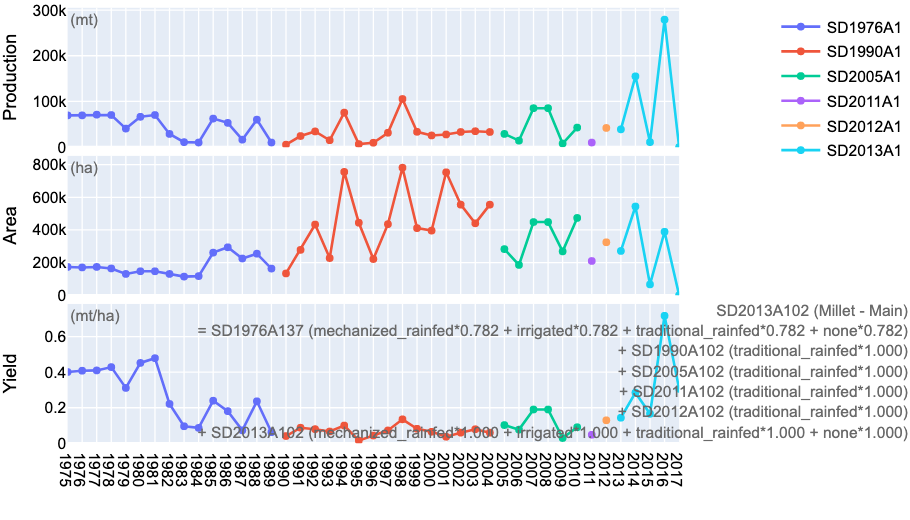 (mt)
300k
200k
100k
0
Production
(ha)
800k
600k
400k
200k
0
Area
(mt/ha)
0.6
0.4
0.2
0
Yield
SD1976A1
SD1990A1
SD2005A1
SD2011A1
SD2012A1
SD2013A1
SD2013A102 (Millet - Main)
= SD1976A137 (mechanized_rainfed*0.782 + irrigated*0.782 + traditional_rainfed*0.782 + none*0.782)
+ SD1990A102 (traditional_rainfed*1.000)
+ SD2005A102 (traditional_rainfed*1.000)
+ SD2011A102 (traditional_rainfed*1.000)
+ SD2012A102 (traditional_rainfed*1.000)
+ SD2013A102 (mechanized_rainfed*1.000 + irrigated*1.000 + traditional_rainfed*1.000 + none*1.000)
1975
1976
1977
1978
1979
1980
1981
1982
1983
1984
1985
1986
1987
1988
1989
1990
1991
1992
1993
1994
1995
1996
1997
1998
1999
2000
2001
2002
2003
2004
2005
2006
2007
2008
2009
2010
2011
2012
2013
2014
2015
2016
2017